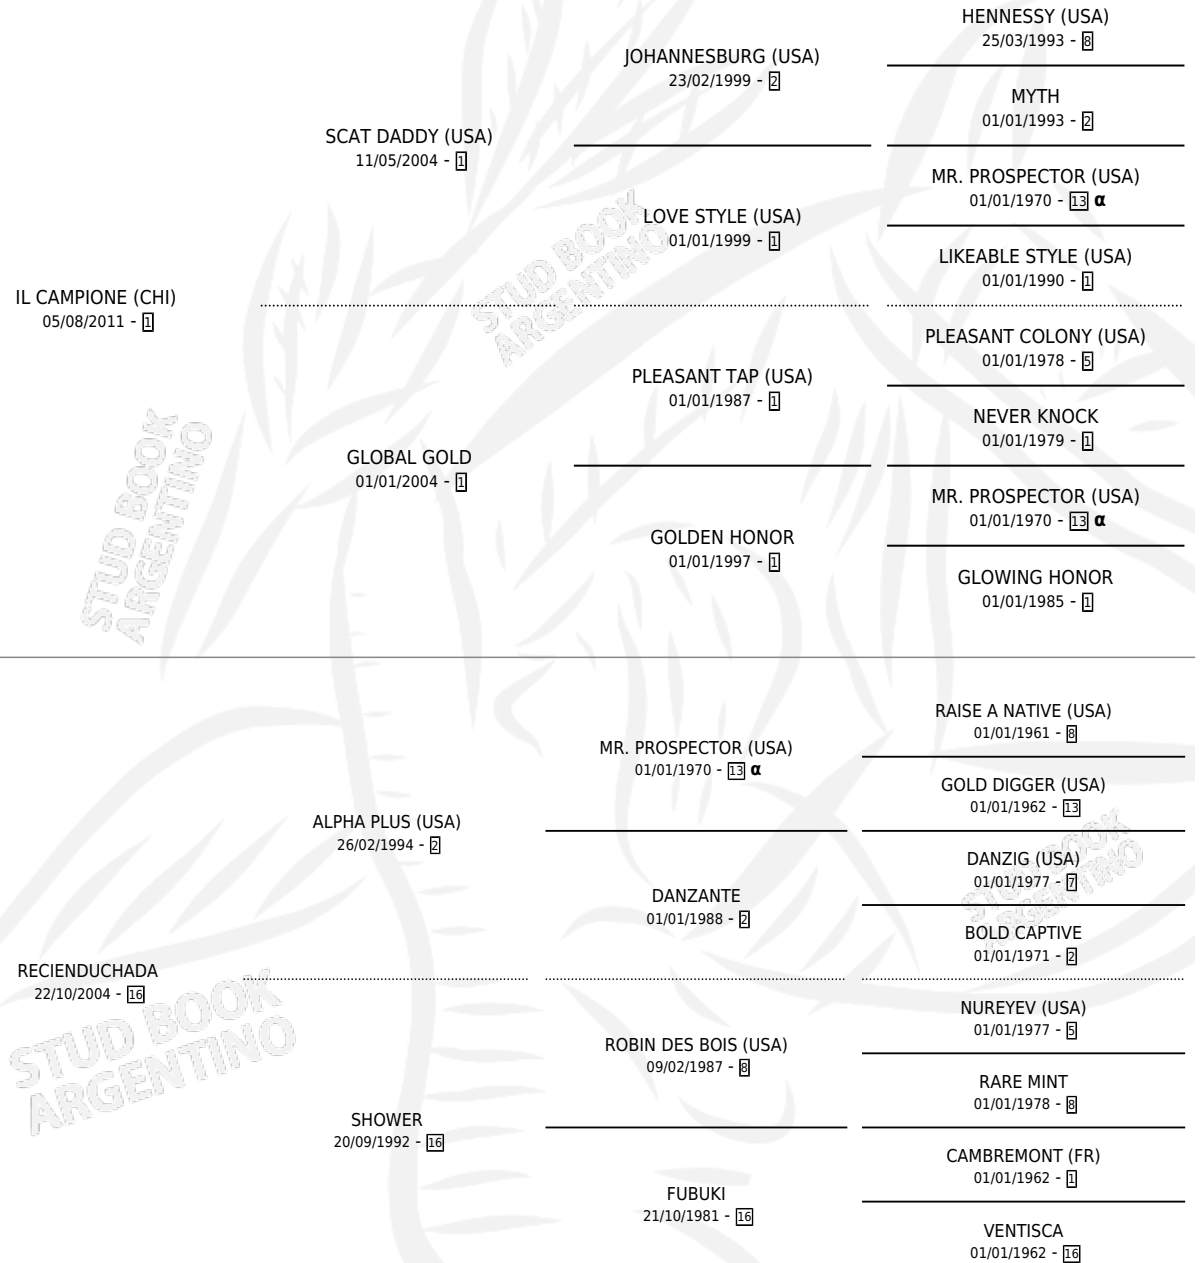 HENNESSY (USA)
25/03/1993 - 8
JOHANNESBURG (USA)
23/02/1999 - 2
MYTH
01/01/1993 - 2
SCAT DADDY (USA)
11/05/2004 - 1
MR. PROSPECTOR (USA)
01/01/1970 - 13 α
LOVE STYLE (USA)
01/01/1999 - 1
LIKEABLE STYLE (USA)
01/01/1990 - 1
IL CAMPIONE (CHI)
05/08/2011 - 1
PLEASANT COLONY (USA)
01/01/1978 - 5
PLEASANT TAP (USA)
01/01/1987 - 1
NEVER KNOCK
01/01/1979 - 1
GLOBAL GOLD
01/01/2004 - 1
MR. PROSPECTOR (USA)
01/01/1970 - 13 α
GOLDEN HONOR
01/01/1997 - 1
GLOWING HONOR
01/01/1985 - 1
STUD BOOK
ARGENTINO
STUD BOOK
ARGENTINO
RAISE A NATIVE (USA)
01/01/1961 - 8
MR. PROSPECTOR (USA)
01/01/1970 - 13 α
GOLD DIGGER (USA)
01/01/1962 - 13
ALPHA PLUS (USA)
26/02/1994 - 2
DANZIG (USA)
01/01/1977 - 7
DANZANTE
01/01/1988 - 2
BOLD CAPTIVE
01/01/1971 - 2
RECIENDUCHADA
22/10/2004 - 16
NUREYEV (USA)
01/01/1977 - 5
ROBIN DES BOIS (USA)
09/02/1987 - 8
RARE MINT
01/01/1978 - 8
SHOWER
20/09/1992 - 16
CAMBREMONT (FR)
01/01/1962 - 1
FUBUKI
21/10/1981 - 16
VENTISCA
01/01/1962 - 16
STUD BOOK
ARGENTINO
STUD BOOK
ARGENTINO